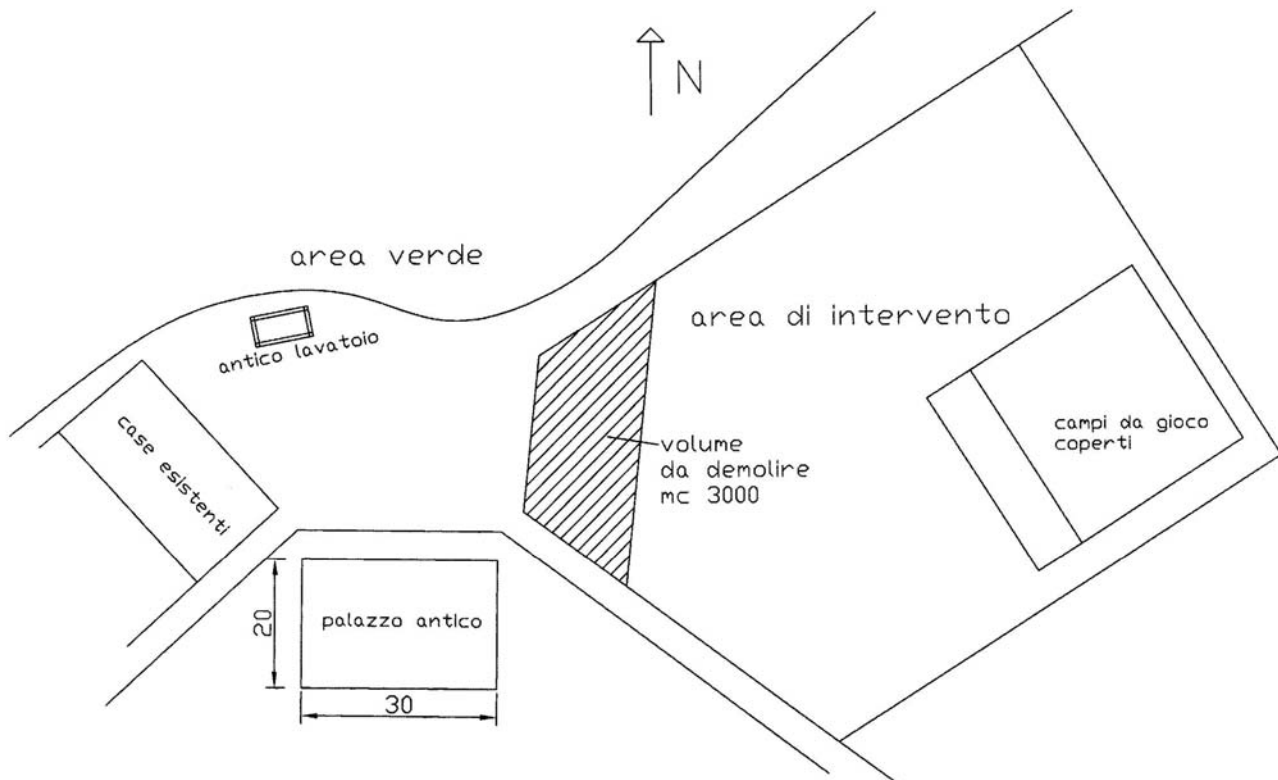 N
area verde
area di intervento
antico lavatoio
case esistenti
campi da gioco
coperti
volume
da demolire
mc 3000
20
palazzo antico
30